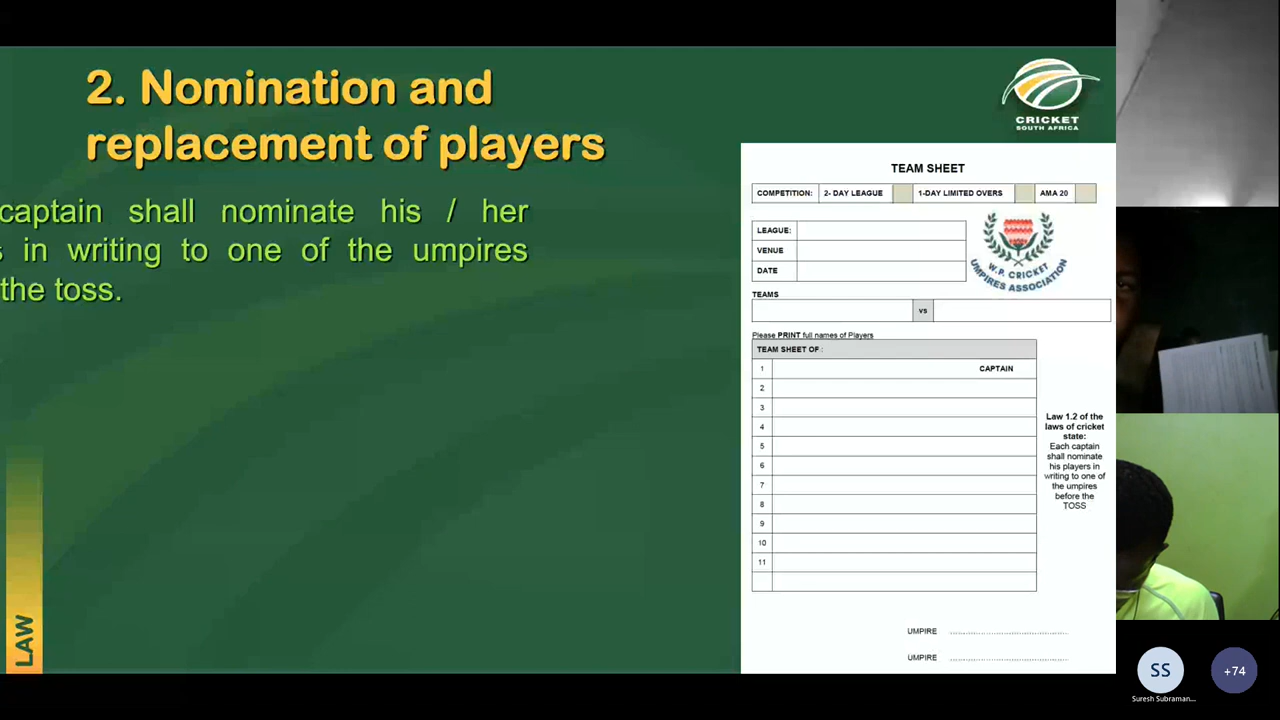 2. Nomination and
replacement of players
captain shall nominate his / her
s in writing to one of the umpires
the toss.
LAW
CRICKET
SOUTH AFRICA
TEAM SHEET
COMPETITION: 2- DAY LEAGUE 1-DAY LIMITED OVERS AMA 20
LEAGUE:
VENUE
DATE
W.P. CRICKET
UMPIRES ASSOCIATION
TEAMS
vs
Please PRINT full names of Players
TEAM SHEET OF :
1 CAPTAIN
2
3
4
5
6
7
8
9
10
11
Law 1.2 of the
laws of cricket
state:
Each captain
shall nominate
his players in
writing to one of
the umpires
before the
TOSS
UMPIRE
UMPIRE
SS
Suresh Subraman...
+74